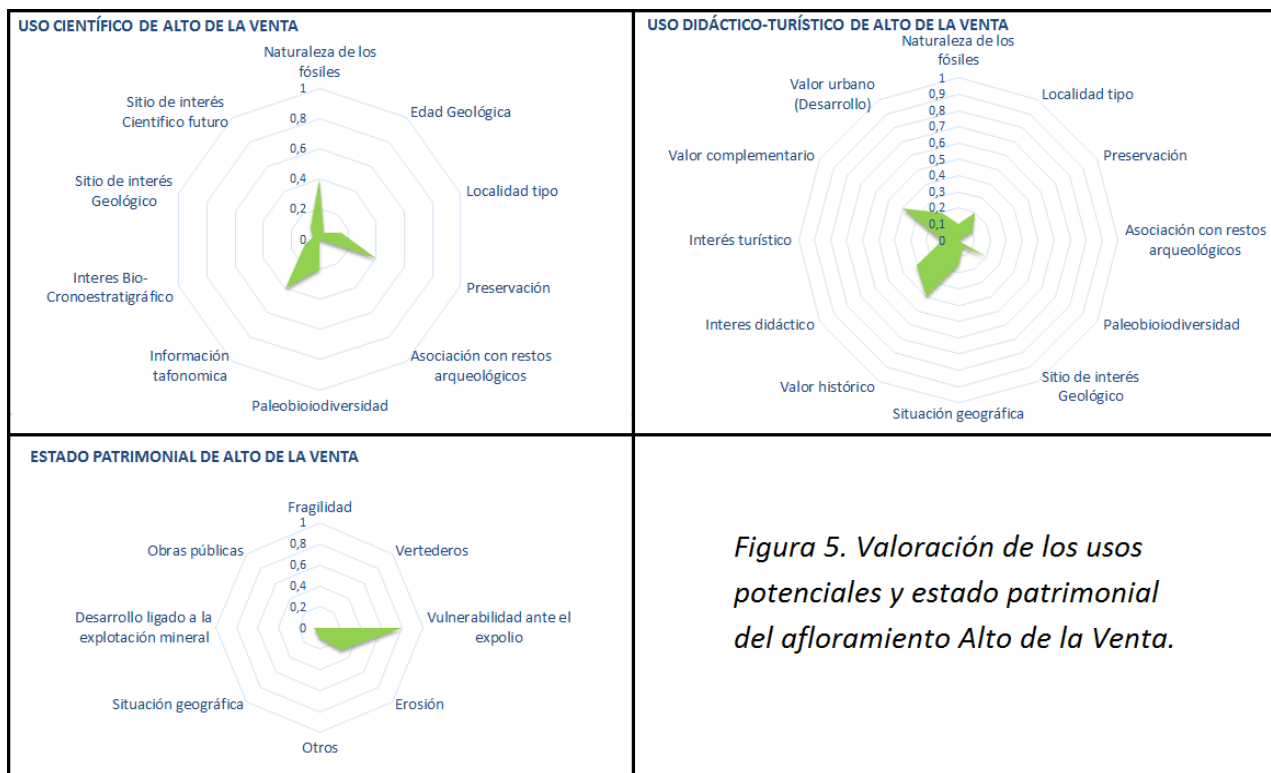 USO CIENTÍFICO DE ALTO DE LA VENTA
Naturaleza de los
fósiles
Edad Geológica
Localidad tipo
Preservación
Asociación con restos
arqueológicos
Paleobioiodiversidad
Información
tafonomica
Interes Bio-
Cronoestratigráfico
Sitio de interés
Geológico
Sitio de interés
Cientifico futuro
1
0,8
0,6
0,4
0,2
0
USO DIDÁCTICO-TURÍSTICO DE ALTO DE LA VENTA
Naturaleza de los
fósiles
Localidad tipo
Preservación
Asociación con restos
arqueológicos
Paleobioiodiversidad
Sitio de interés
Geológico
Situación geográfica
Valor histórico
Interes didáctico
Interés turístico
Valor complementario
Valor urbano
(Desarrollo)
1
0,9
0,8
0,7
0,6
0,5
0,4
0,3
0,2
0,1
0
ESTADO PATRIMONIAL DE ALTO DE LA VENTA
Fragilidad
Vertederos
Vulnerabilidad ante el
expolio
Erosión
Otros
Situación geográfica
Desarrollo ligado a la
explotación mineral
Obras públicas
1
0,8
0,6
0,4
0,2
0
Figura 5. Valoración de los usos
potenciales y estado patrimonial
del afloramiento Alto de la Venta.